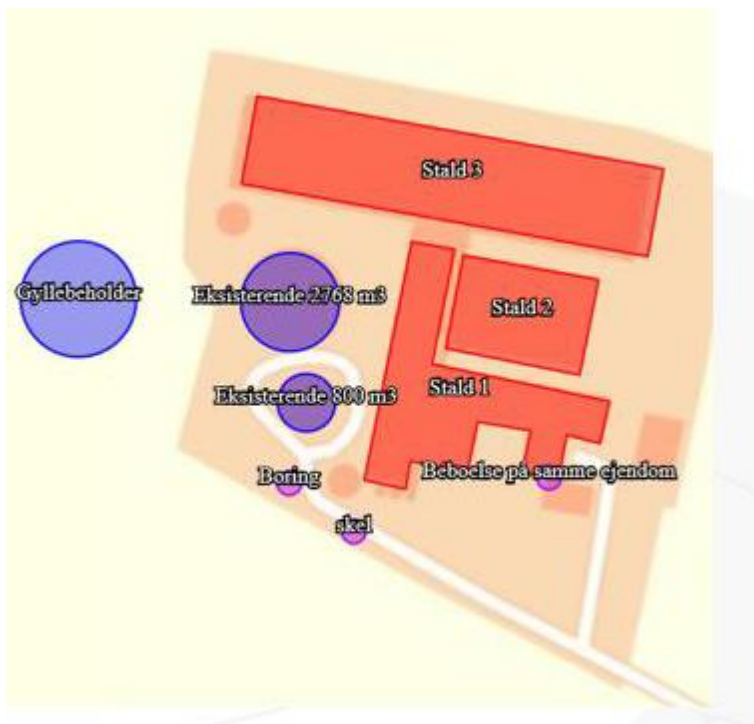 Stald 3
Gyllebeholder
Eksisterende 2768 m3
Stald 2
Stald 1
Eksisterende 800 m3
Boring
Beboelse på samme ejendom
skel